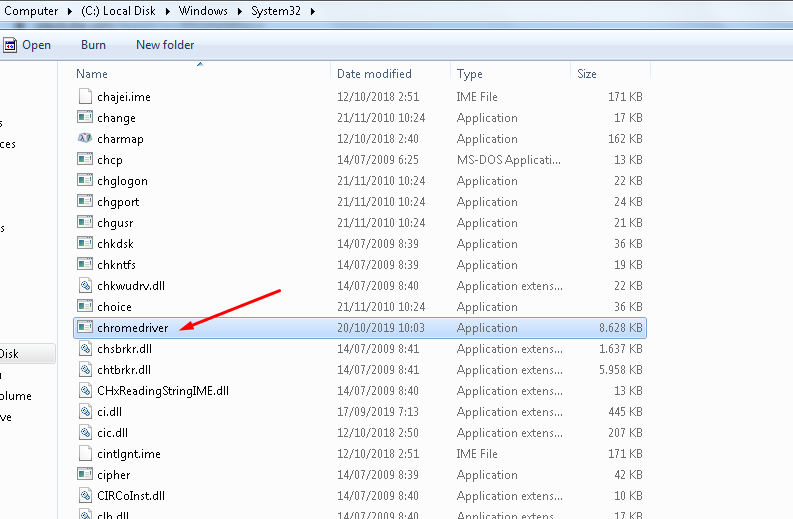 Computer ▸ (C:) Local Disk ▸ Windows ▸ System32 ▸
Open Burn New folder
Name Date modified Type Size
chajei.ime 12/10/2018 2:51 IME File 171 KB
change 21/11/2010 10:24 Application 17 KB
charmap 12/10/2018 2:40 Application 162 KB
chcp 14/07/2009 6:25 MS-DOS Applicati... 13 KB
chglogon 21/11/2010 10:24 Application 22 KB
chgport 21/11/2010 10:24 Application 24 KB
chgusr 21/11/2010 10:24 Application 21 KB
chkdsk 14/07/2009 8:39 Application 36 KB
chkntfs 14/07/2009 8:39 Application 19 KB
chkwudrv.dll 14/07/2009 8:40 Application extens... 22 KB
choice 21/11/2010 10:24 Application 36 KB
chromedriver 20/10/2019 10:03 Application 8.628 KB
Disk chsbrkr.dll 14/07/2009 8:41 Application extens... 1.637 KB
chtbrkr.dll 14/07/2009 8:41 Application extens... 5.958 KB
olume CHxReadingStringIME.dll 14/07/2009 8:40 Application extens... 13 KB
ve ci.dll 17/09/2019 7:13 Application extens... 445 KB
cic.dll 12/10/2018 2:50 Application extens... 207 KB
cintlgnt.ime 12/10/2018 2:51 IME File 171 KB
cipher 14/07/2009 8:39 Application 42 KB
CIRCoInst.dll 14/07/2009 8:40 Application extens... 10 KB
clb.dll 14/07/2009 8:40 Application extens... 17 KB